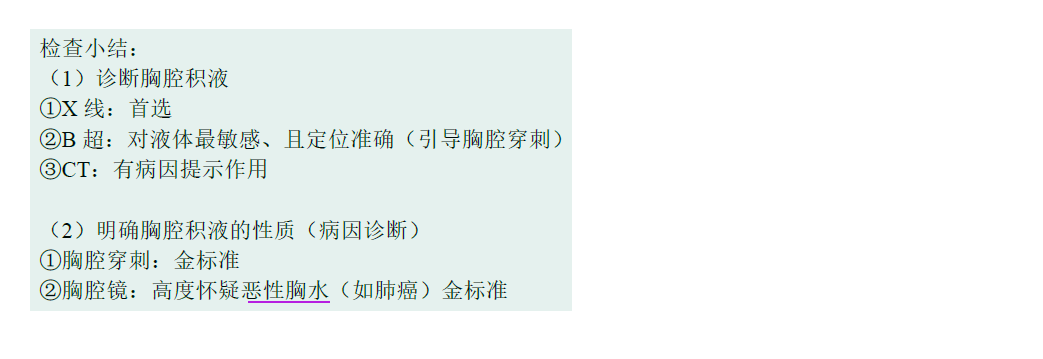 检查小结：
（1）诊断胸腔积液
①X 线：首选
②B 超：对液体最敏感、且定位准确（引导胸腔穿刺）
③CT：有病因提示作用
（2）明确胸腔积液的性质（病因诊断）
①胸腔穿刺：金标准
②胸腔镜：高度怀疑恶性胸水（如肺癌）金标准